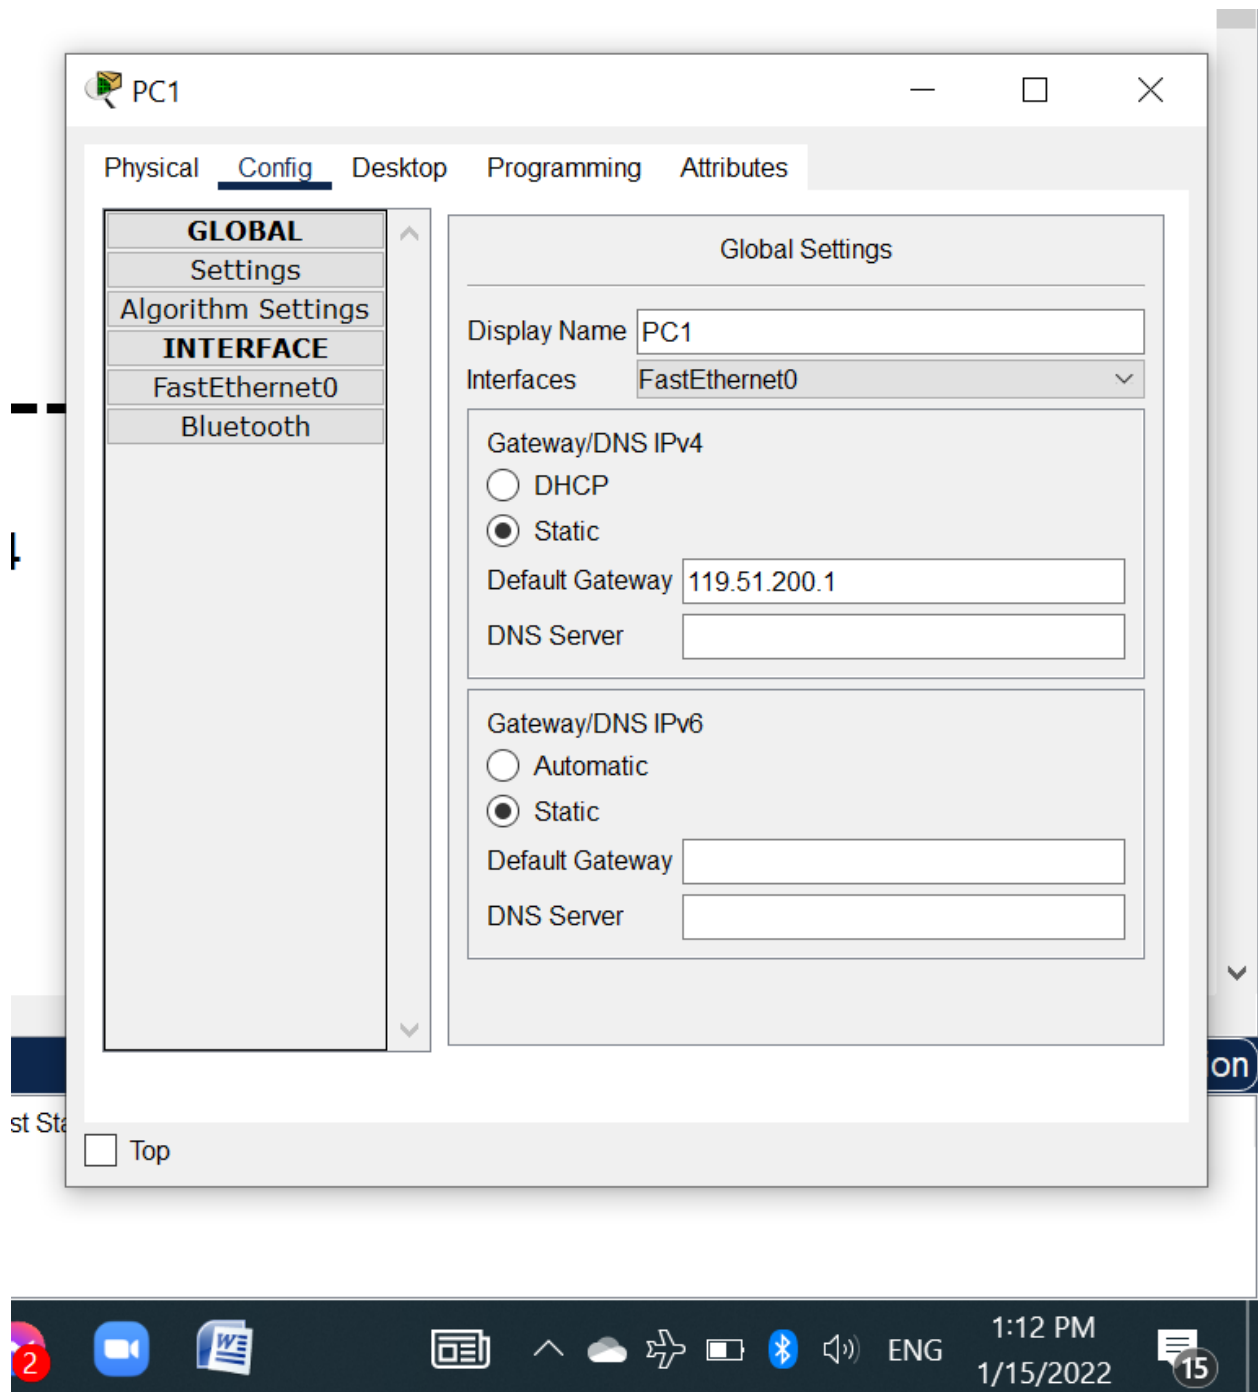 PC1
Physical Config Desktop Programming Attributes
GLOBAL
Settings
Algorithm Settings
INTERFACE
FastEthernet0
Bluetooth
Global Settings
Display Name PC1
Interfaces FastEthernet0
Gateway/DNS IPv4
DHCP
Static
Default Gateway 119.51.200.1
DNS Server
Gateway/DNS IPv6
Automatic
Static
Default Gateway
DNS Server
4
on
st Sta
Top
2
W
ENG
1:12 PM
1/15/2022
15